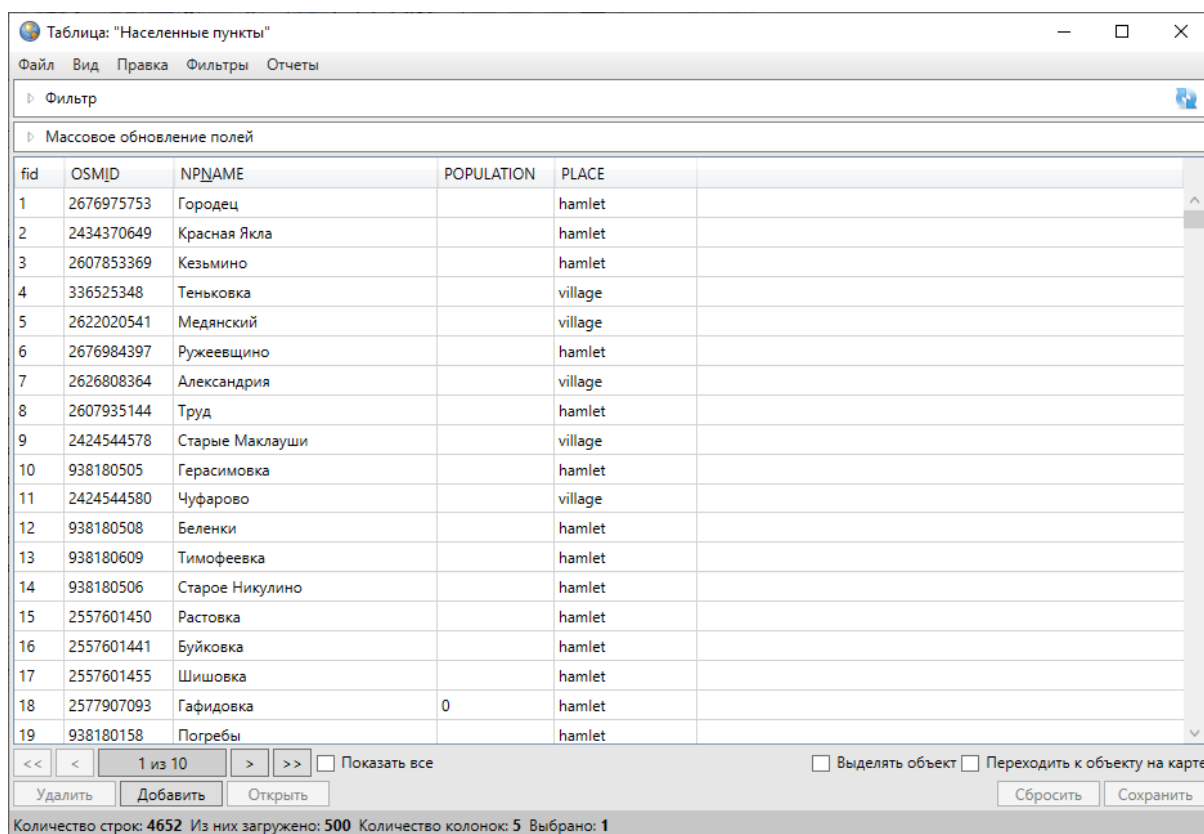 Таблица: "Населенные пункты"
Файл Вид Правка Фильтры Отчеты
Фильтр
Массовое обновление полей
fid OSMID NPNAME POPULATION PLACE
1 2676975753 Городец hamlet
2 2434370649 Красная Якла hamlet
3 2607853369 Кезьмино hamlet
4 336525348 Теньковка village
5 2622020541 Медянский village
6 2676984397 Ружеевщино hamlet
7 2626808364 Александрия village
8 2607935144 Труд hamlet
9 2424544578 Старые Маклауши village
10 938180505 Герасимовка hamlet
11 2424544580 Чуфарово village
12 938180508 Беленки hamlet
13 938180609 Тимофеевка hamlet
14 938180506 Старое Никулино hamlet
15 2557601450 Растовка hamlet
16 2557601441 Буйковка hamlet
17 2557601455 Шишовка hamlet
18 2577907093 Гафидовка 0 hamlet
19 938180158 Погребы hamlet
<< < 1 из 10 > >> Показать все Выделять объект Переходить к объекту на карте
Удалить Добавить Открыть Сбросить Сохранить
Количество строк: 4652 Из них загружено: 500 Количество колонок: 5 Выбрано: 1